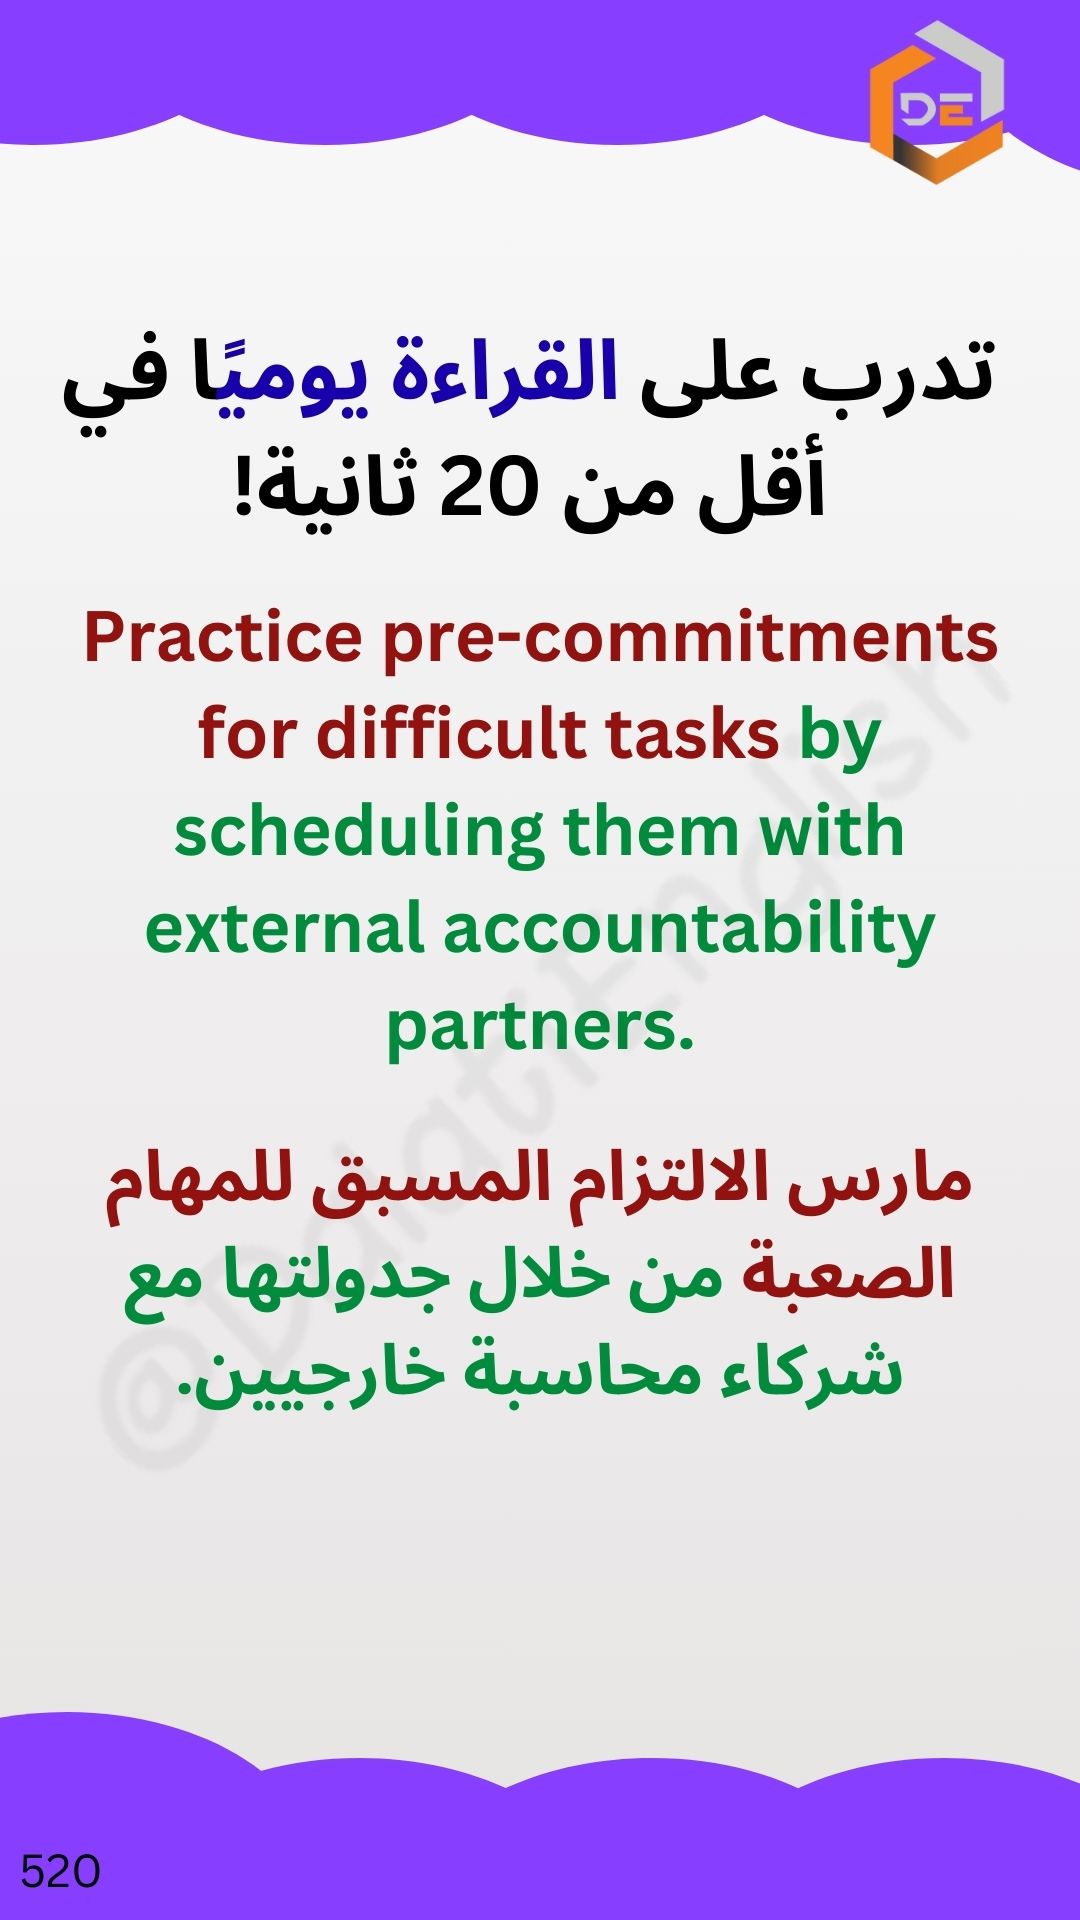 DE
تدرب على القراءة يوميًا في
أقل من 20 ثانية!
Practice pre-commitments
for difficult tasks by
scheduling them with
external accountability
partners.
مارس الالتزام المسبق للمهام
الصعبة من خلال جدولتها مع
شركاء محاسبة خارجيين.
@DdiatEnglish
520